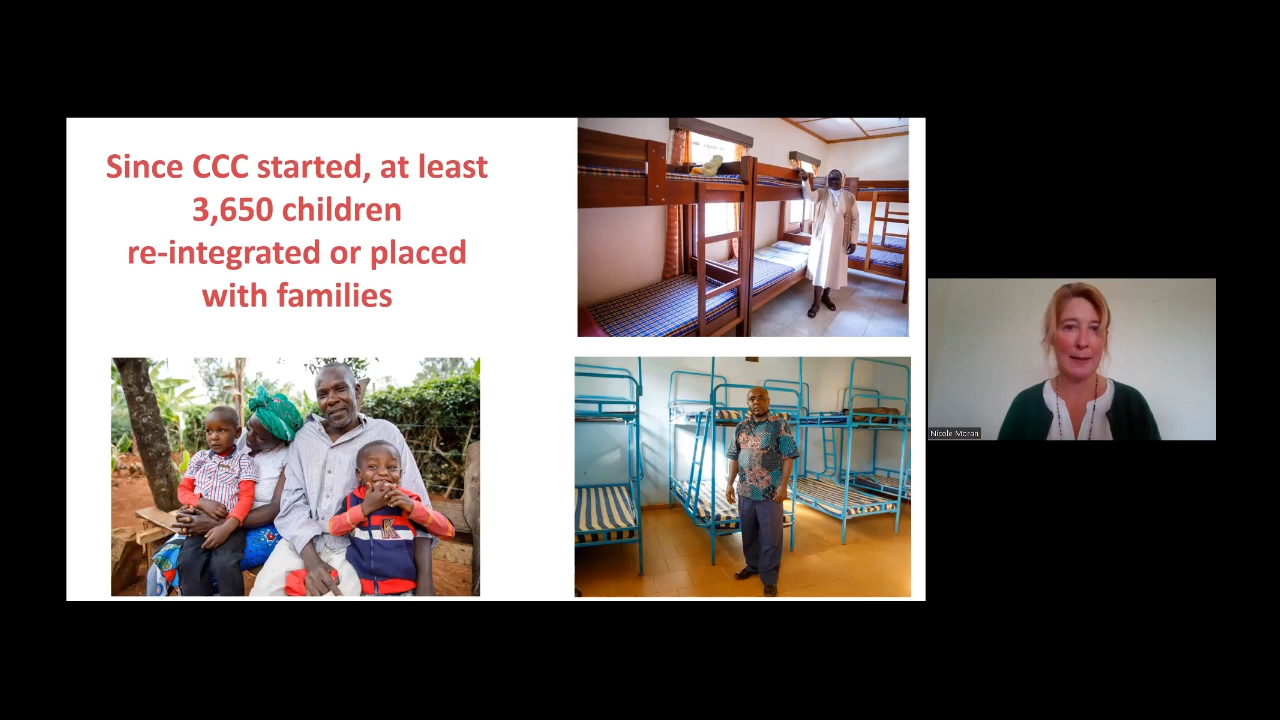 Since CCC started, at least
3,650 children
re-integrated or placed
with families
K
Nicole Moran